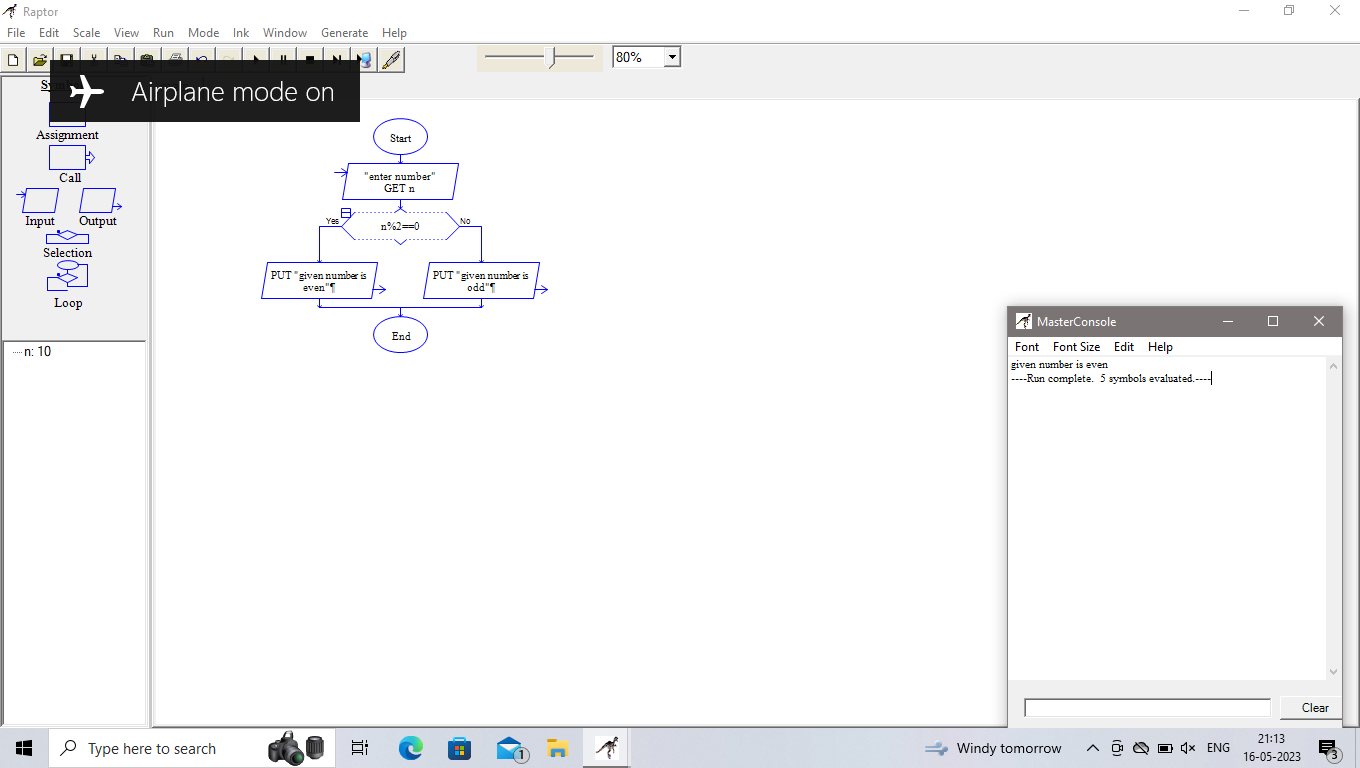 Raptor
File Edit Scale View Run Mode Ink Window Generate Help
80%
Airplane mode on
Assignment
Call
Input Output
Selection
Loop
n: 10
Start
"enter number"
GET n
Yes
n%2==0
No
PUT "given number is
even"¶
PUT "given number is
odd"¶
End
MasterConsole
Font Font Size Edit Help
given number is even
----Run complete.  5 symbols evaluated.----
Clear
Type here to search
1
Windy tomorrow
ENG
21:13
16-05-2023
3